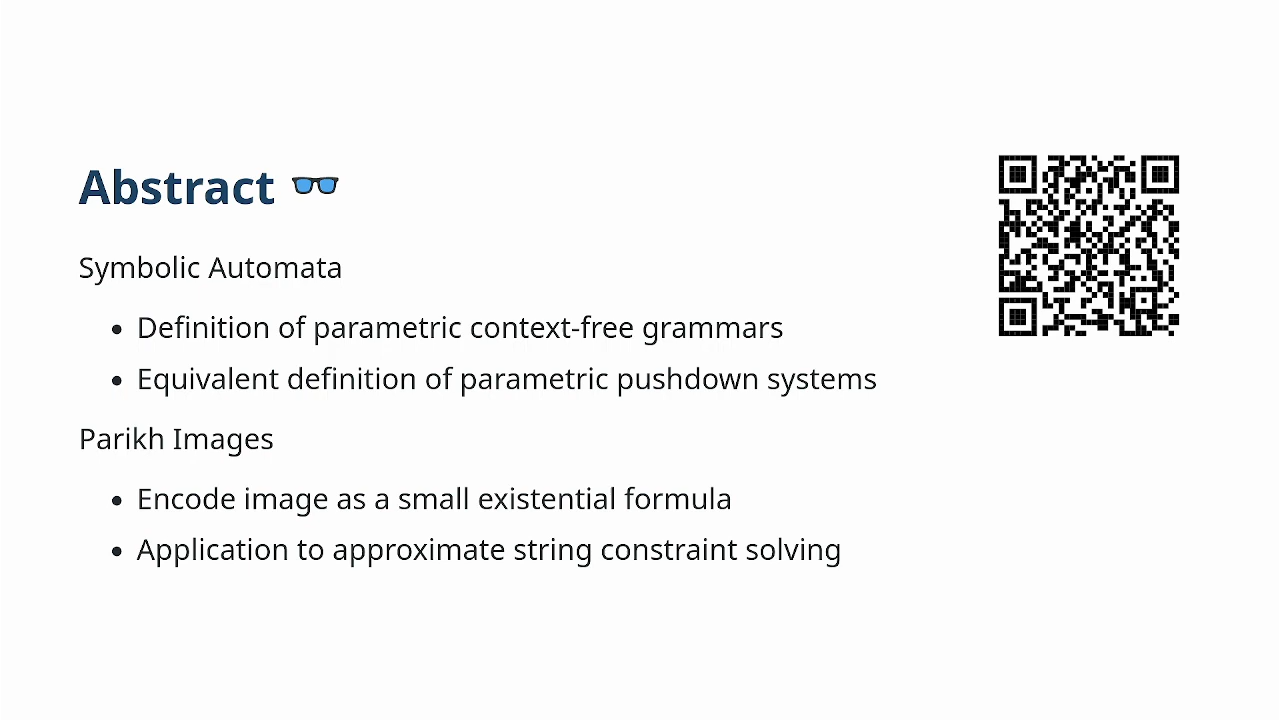 Abstract 👓
Symbolic Automata
• Definition of parametric context-free grammars
• Equivalent definition of parametric pushdown systems
Parikh Images
• Encode image as a small existential formula
• Application to approximate string constraint solving